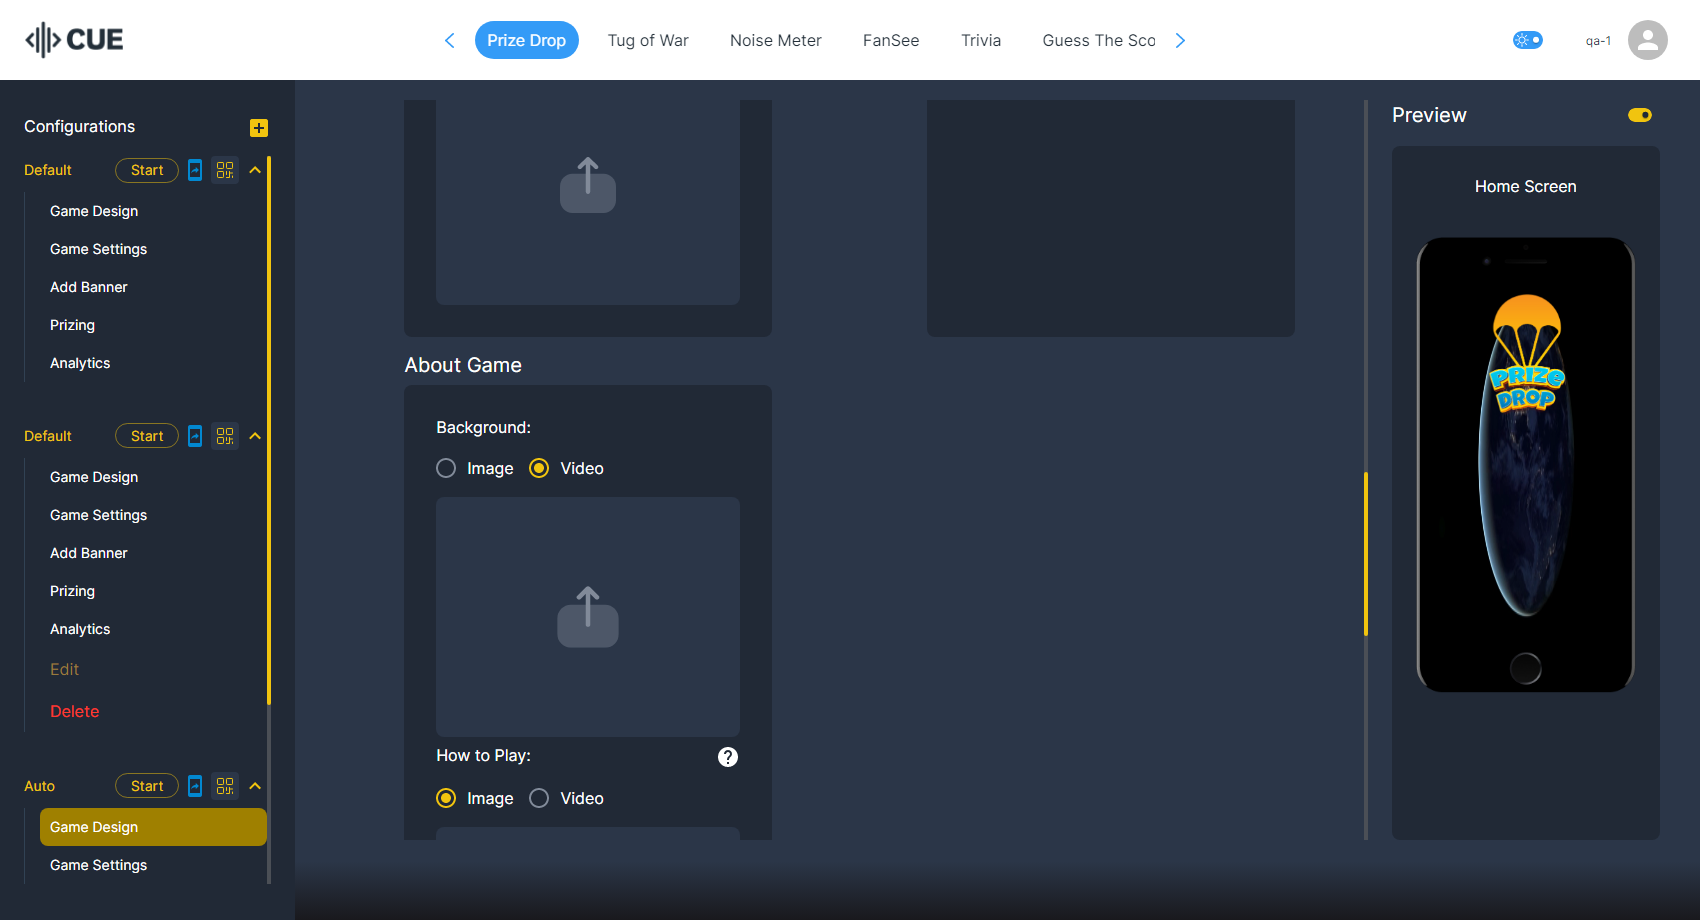 CUE
Prize Drop
Tug of War
Noise Meter
FanSee
Trivia
Guess The Sco
qa-1
Configurations
Default
Start
Game Design
Game Settings
Add Banner
Prizing
Analytics
Default
Start
Game Design
Game Settings
Add Banner
Prizing
Analytics
Edit
Delete
Auto
Start
Game Design
Game Settings
About Game
Background:
Image
Video
How to Play:
Image
Video
Preview
Home Screen
PRIZE
DROP